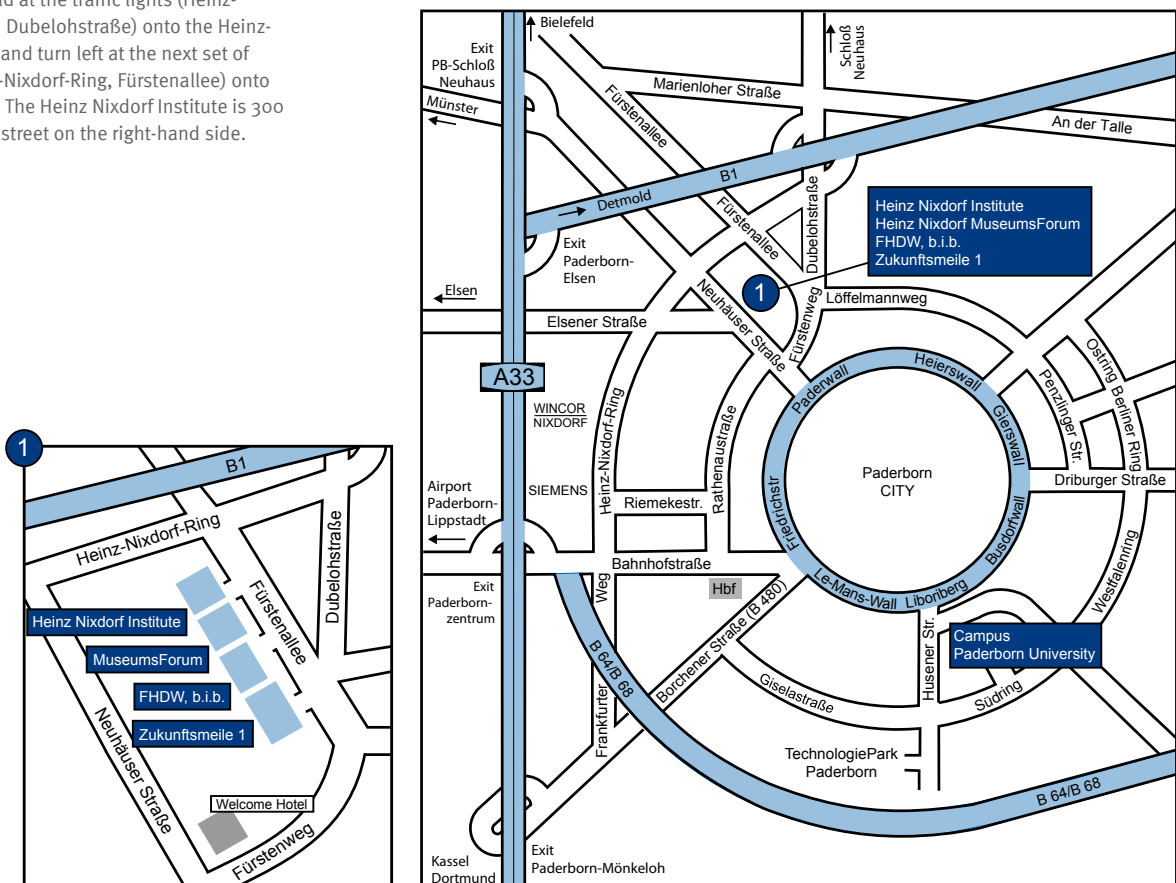 d at the traffic lights (Heinz-
Dubelohstraße) onto the Heinz-
and turn left at the next set of
-Nixdorf-Ring, Fürstenallee) onto
The Heinz Nixdorf Institute is 300
street on the right-hand side.
Bielefeld
Exit
PB-Schloß
Neuhaus
Münster
Schloß
Neuhaus
Marienloher Straße
An der Talle
Fürstenallee
B1
Detmold
Fürstenallee
Dubelohstraße
Heinz Nixdorf Institute
Heinz Nixdorf MuseumsForum
FHDW, b.i.b.
Zukunftsmeile 1
Exit
Paderborn-
Elsen
Elsen
1
Neuhäuser Straße
Fürstenweg
Löffelmannweg
Elsener Straße
A33
WINCOR
NIXDORF
Heinz-Nixdorf-Ring
Rathenaustraße
Paderwall
Heierswall
Gierswall
Penzlinger Str.
Ostring Berliner Ring
Paderborn
CITY
Driburger Straße
Airport
Paderborn-
Lippstadt
SIEMENS
Riemekestr.
Friedrichstr
Busdorfwall
Bahnhofstraße
Le-Mans-Wall
Liboriberg
Westfalenring
Exit
Paderborn-
zentrum
Hbf
Frankfurter Weg
B 64/B 68
Borchener Straße (B 480)
Husener Str.
Campus
Paderborn University
Giselastraße
Südring
TechnologiePark
Paderborn
B 64/B 68
Kassel
Dortmund
Exit
Paderborn-Mönkeloh
1
B1
Heinz-Nixdorf-Ring
Dubelohstraße
Fürstenallee
Heinz Nixdorf Institute
MuseumsForum
FHDW, b.i.b.
Zukunftsmeile 1
Neuhäuser Straße
Welcome Hotel
Fürstenweg